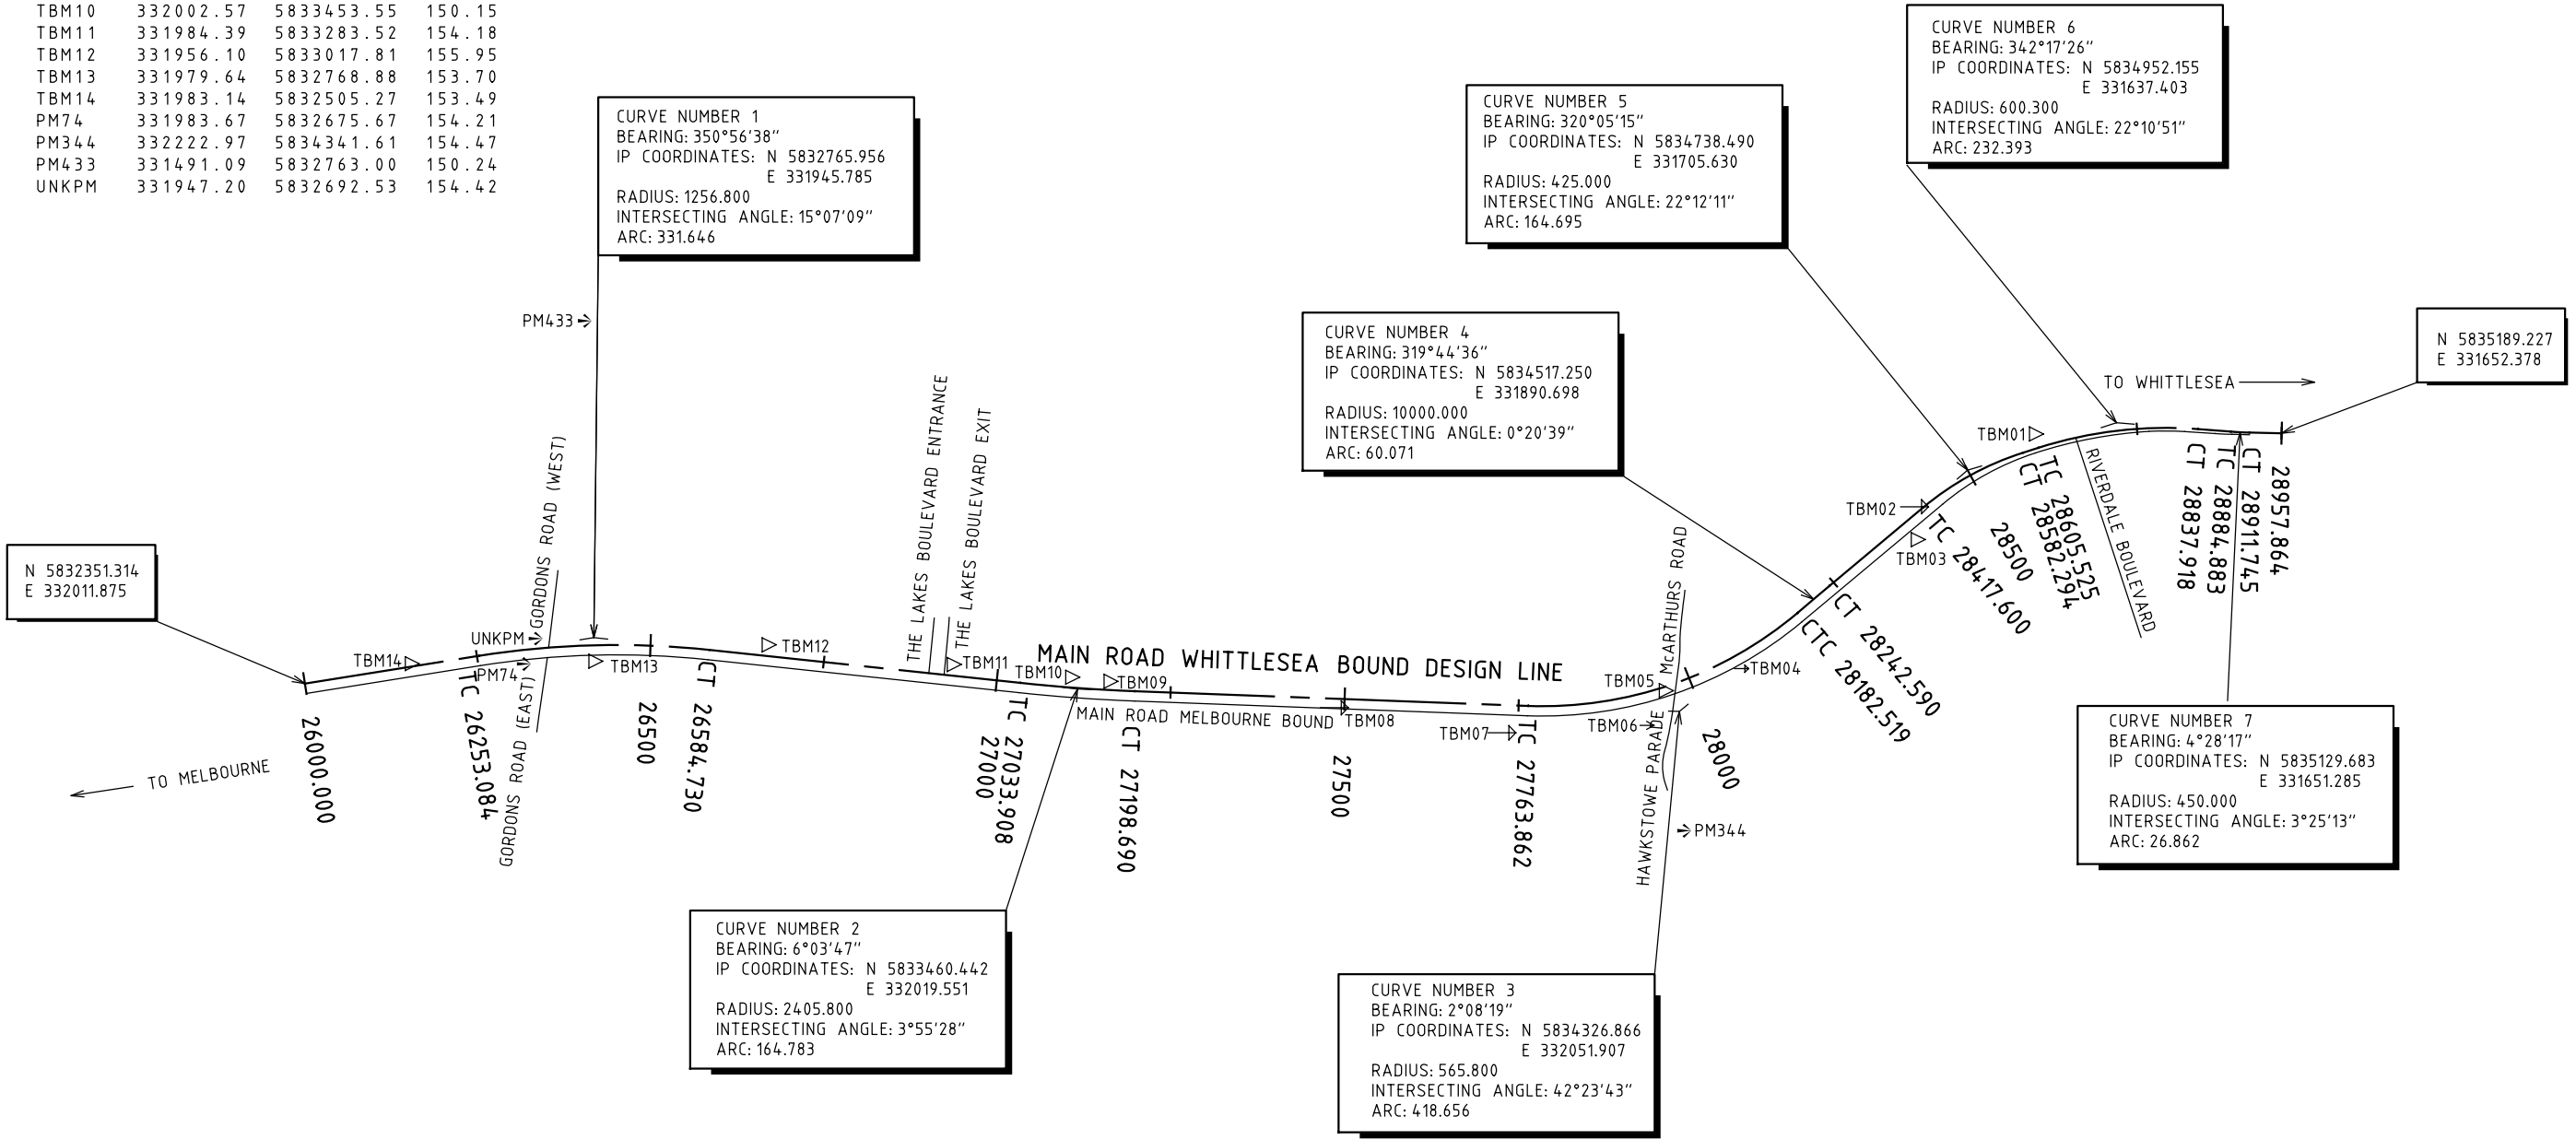 TBM10 332002.57 5833453.55 150.15
TBM11 331984.39 5833283.52 154.18
TBM12 331956.10 5833017.81 155.95
TBM13 331979.64 5832768.88 153.70
TBM14 331983.14 5832505.27 153.49
PM74 331983.67 5832675.67 154.21
PM344 332222.97 5834341.61 154.47
PM433 331491.09 5832763.00 150.24
UNKPM 331947.20 5832692.53 154.42
CURVE NUMBER 1
BEARING: 350°56'38"
IP COORDINATES: N 5832765.956
E 331945.785
RADIUS: 1256.800
INTERSECTING ANGLE: 15°07'09"
ARC: 331.646
CURVE NUMBER 5
BEARING: 320°05'15"
IP COORDINATES: N 5834738.490
E 331705.630
RADIUS: 425.000
INTERSECTING ANGLE: 22°12'11"
ARC: 164.695
CURVE NUMBER 6
BEARING: 342°17'26"
IP COORDINATES: N 5834952.155
E 331637.403
RADIUS: 600.300
INTERSECTING ANGLE: 22°10'51"
ARC: 232.393
CURVE NUMBER 4
BEARING: 319°44'36"
IP COORDINATES: N 5834517.250
E 331890.698
RADIUS: 10000.000
INTERSECTING ANGLE: 0°20'39"
ARC: 60.071
N 5835189.227
E 331652.378
TO WHITTLESEA
PM433
N 5832351.314
E 332011.875
GORDONS ROAD (WEST)
THE LAKES BOULEVARD ENTRANCE
THE LAKES BOULEVARD EXIT
McARTHURS ROAD
RIVERDALE BOULEVARD
TBM01
TBM02
TBM03
TBM04
TBM05
TBM06
TBM07
TBM08
TBM09
TBM10
TBM11
TBM12
TBM13
TBM14
UNKPM
PM74
MAIN ROAD WHITTLESEA BOUND DESIGN LINE
MAIN ROAD MELBOURNE BOUND
TO MELBOURNE
26000.000
TC 26253.084
GORDONS ROAD (EAST)
26500
CT 26584.730
27000
TC 27033.908
CT 27198.690
27500
TC 27763.862
HAWKSTOWE PARADE
28000
PM344
CTC 28182.519
CT 28242.590
TC 28417.600
28500
CT 28582.294
TC 28605.525
CT 28837.918
TC 28884.883
CT 28911.745
28957.864
CURVE NUMBER 2
BEARING: 6°03'47"
IP COORDINATES: N 5833460.442
E 332019.551
RADIUS: 2405.800
INTERSECTING ANGLE: 3°55'28"
ARC: 164.783
CURVE NUMBER 3
BEARING: 2°08'19"
IP COORDINATES: N 5834326.866
E 332051.907
RADIUS: 565.800
INTERSECTING ANGLE: 42°23'43"
ARC: 418.656
CURVE NUMBER 7
BEARING: 4°28'17"
IP COORDINATES: N 5835129.683
E 331651.285
RADIUS: 450.000
INTERSECTING ANGLE: 3°25'13"
ARC: 26.862